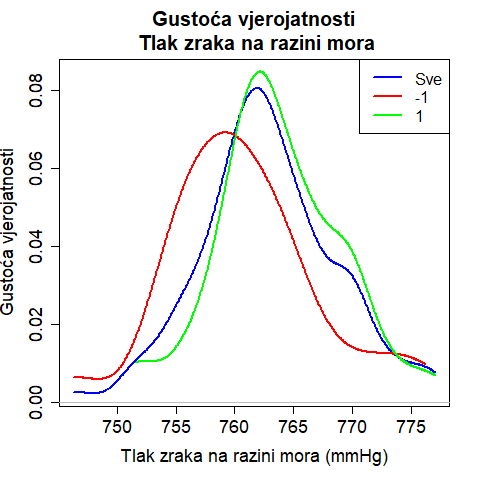 Gustoća vjerojatnosti
Tlak zraka na razini mora
Sve
-1
1
Gustoća vjerojatnosti
0.08
0.06
0.04
0.02
0.00
750 755 760 765 770 775
Tlak zraka na razini mora (mmHg)